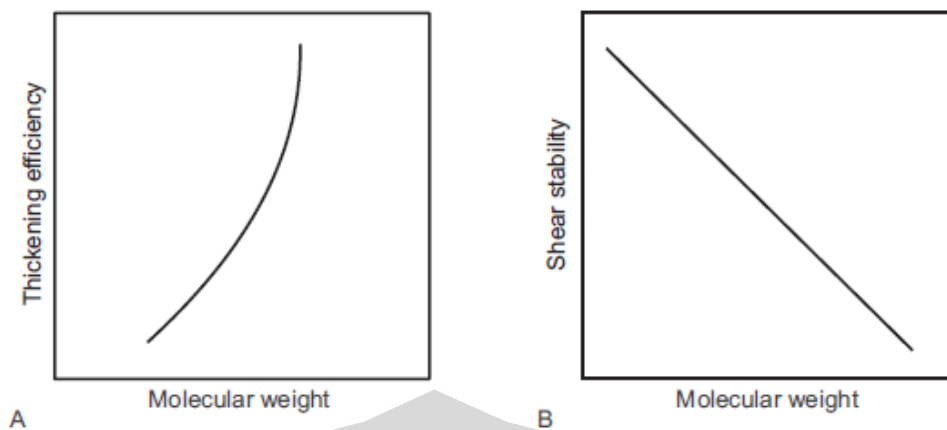 Thickening efficiency
Molecular weight
A
Shear stability
Molecular weight
B